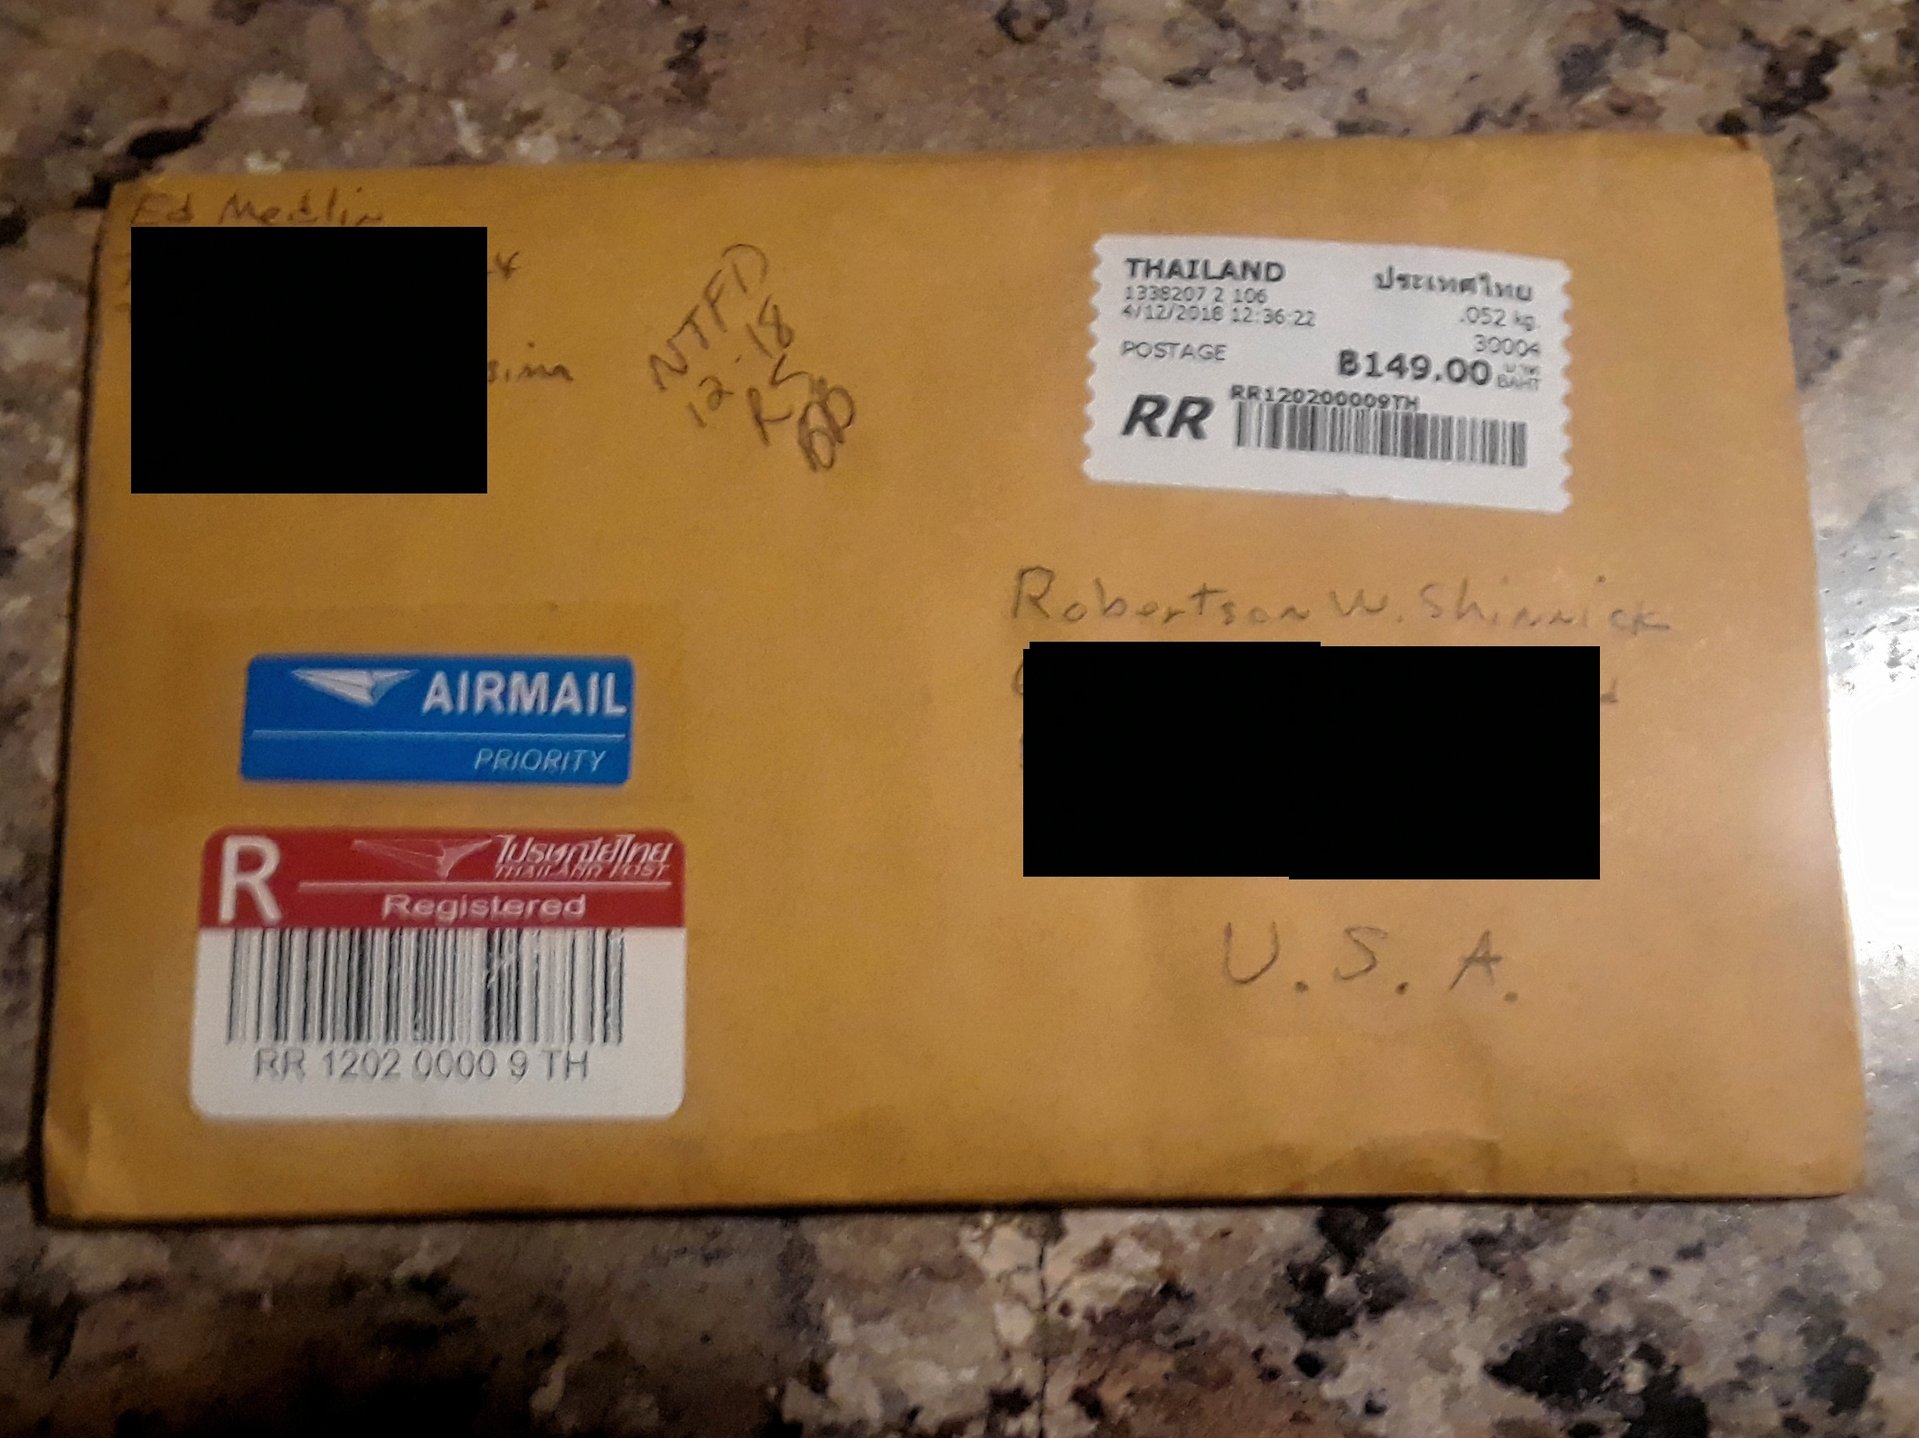 Ed Medlin
NTFD
12-18
THAILAND ประเทศไทย
1338207 2 106
4/12/2018 12:36:22 .052 kg.
30004
POSTAGE ฿149.00 บาท BAHT
RR RR120200009TH
Robertson W. Shinnick
U.S.A.
AIRMAIL
PRIORITY
R ไปรษณีย์ไทย
THAILAND POST
Registered
RR 1202 0000 9 TH